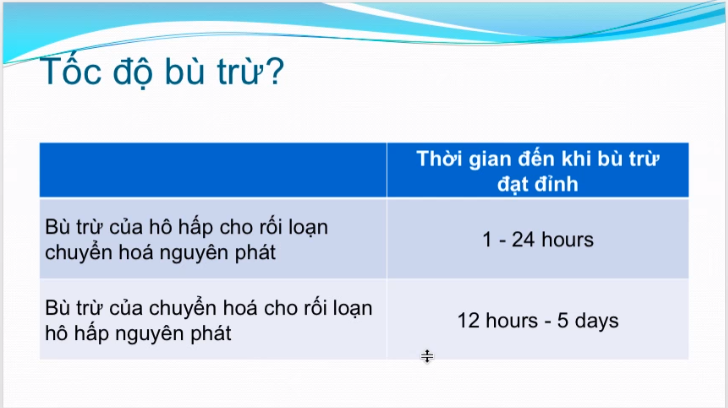 Tốc độ bù trừ?
Thời gian đến khi bù trừ
đạt đỉnh
Bù trừ của hô hấp cho rối loạn
chuyển hoá nguyên phát
1 - 24 hours
Bù trừ của chuyển hoá cho rối loạn
hô hấp nguyên phát
12 hours - 5 days